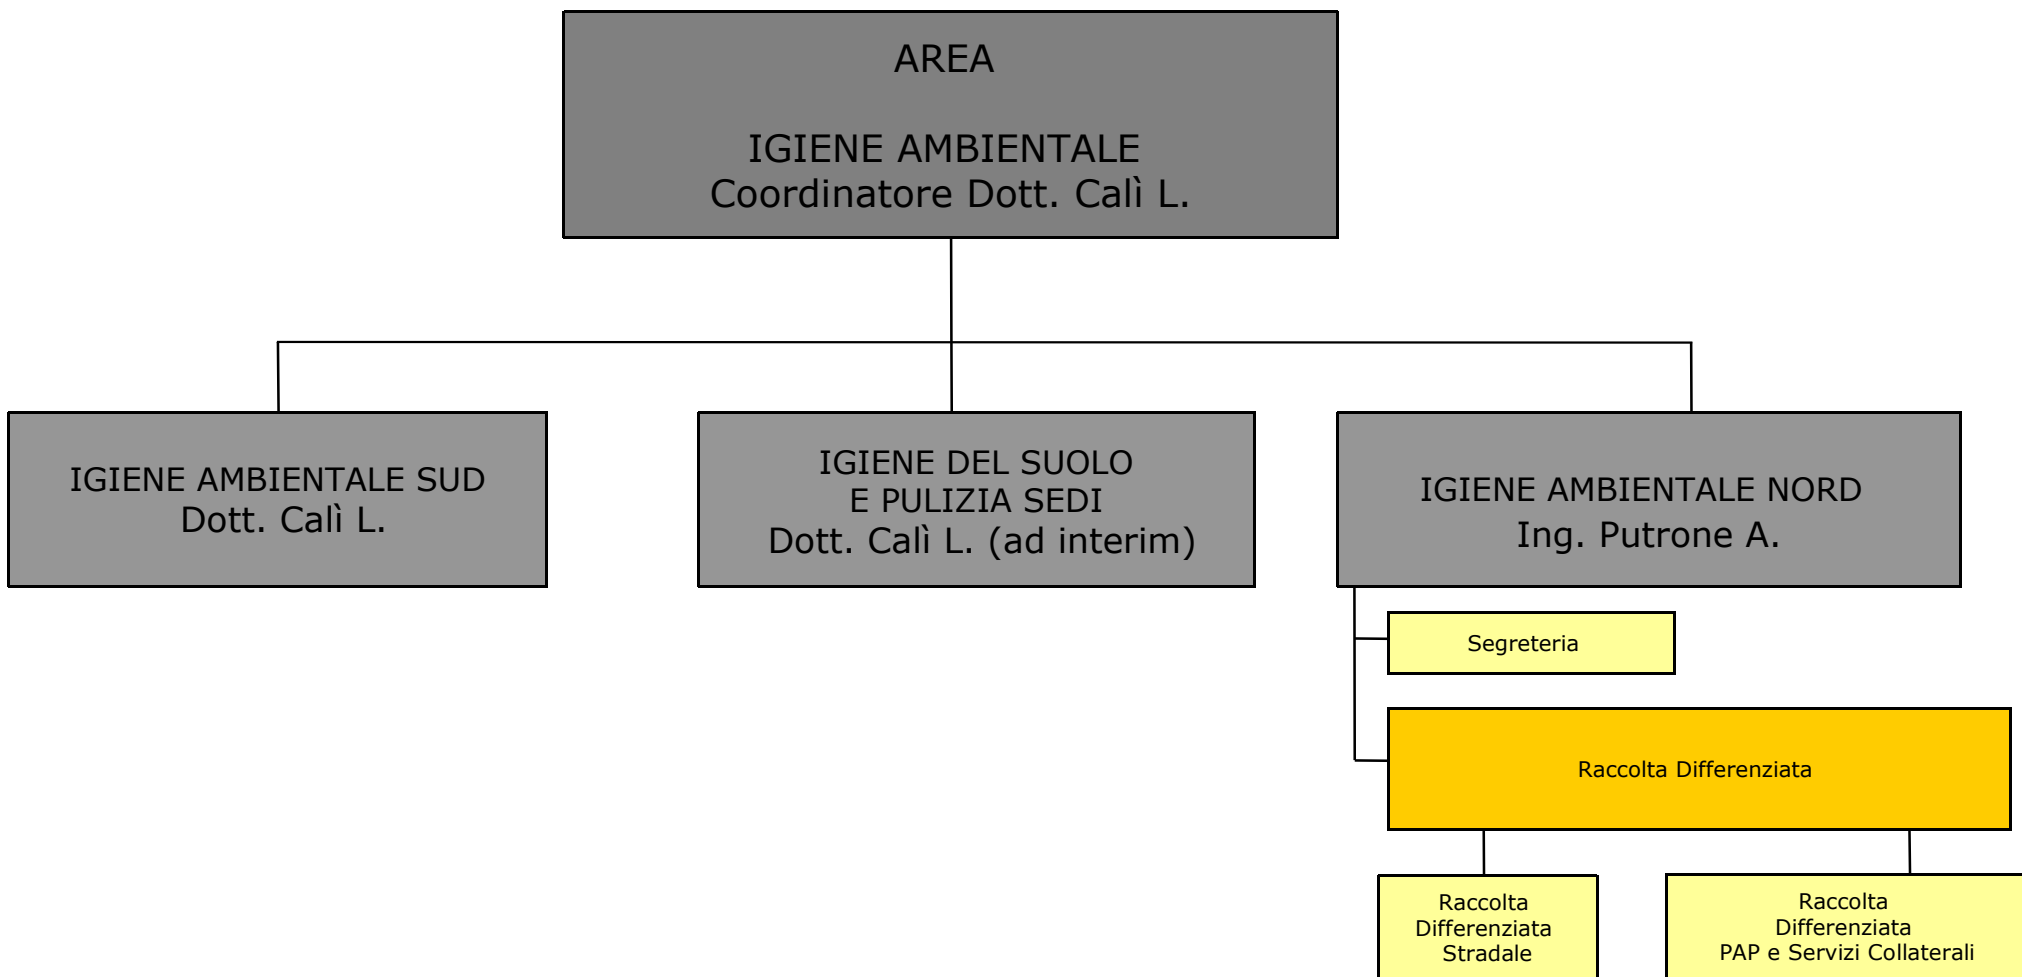 AREA
IGIENE AMBIENTALE
Coordinatore Dott. Calì L.
IGIENE AMBIENTALE SUD
Dott. Calì L.
IGIENE DEL SUOLO
E PULIZIA SEDI
Dott. Calì L. (ad interim)
IGIENE AMBIENTALE NORD
Ing. Putrone A.
Segreteria
Raccolta Differenziata
Raccolta
Differenziata
Stradale
Raccolta
Differenziata
PAP e Servizi Collaterali